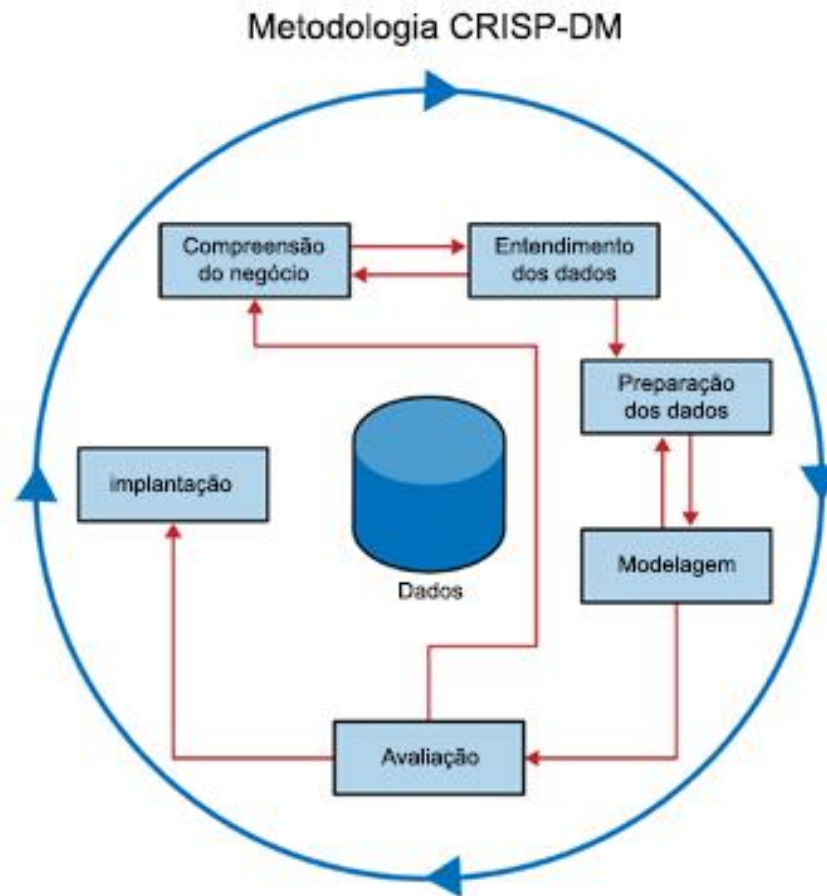 Metodologia CRISP-DM
Compreensão
do negócio
Entendimento
dos dados
Preparação
dos dados
implantação
Modelagem
Dados
Avaliação